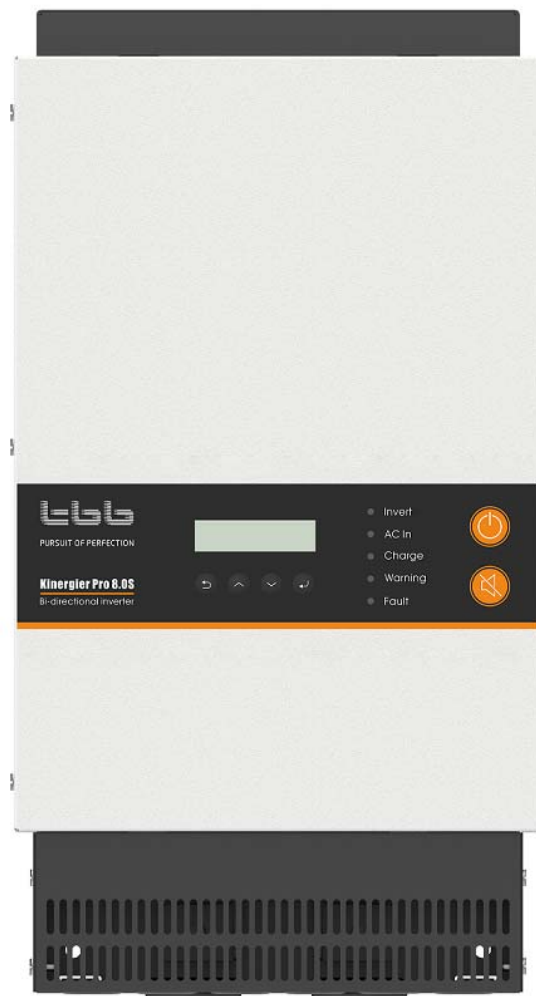 tbb
PURSUIT OF PERFECTION
Kinergier Pro 8.0S
Bi-directional inverter
Invert
AC In
Charge
Warning
Fault